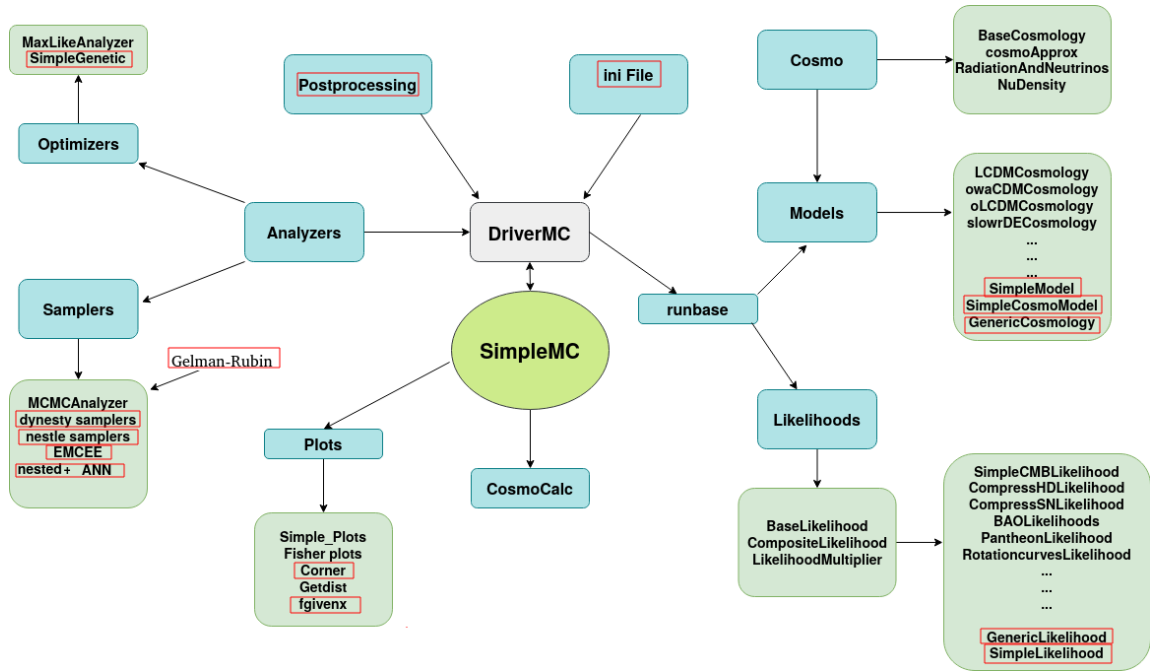 MaxLikeAnalyzer
SimpleGenetic
Optimizers
Postprocessing
ini File
Cosmo
BaseCosmology
cosmoApprox
RadiationAndNeutrinos
NuDensity
Analyzers
DriverMC
Models
LCDMCosmology
owaCDMCosmology
oLCDMCosmology
slowrDECosmology
...
...
...
SimpleModel
SimpleCosmoModel
GenericCosmology
Samplers
runbase
SimpleMC
Gelman-Rubin
MCMCAnalyzer
dynesty samplers
nestle samplers
EMCEE
nested+ ANN
Plots
CosmoCalc
Likelihoods
Simple_Plots
Fisher plots
Corner
Getdist
fgivenx
BaseLikelihood
CompositeLikelihood
LikelihoodMultiplier
SimpleCMBLikelihood
CompressHDLikelihood
CompressSNLikelihood
BAOLikelihoods
PantheonLikelihood
RotationcurvesLikelihood
...
...
...
GenericLikelihood
SimpleLikelihood